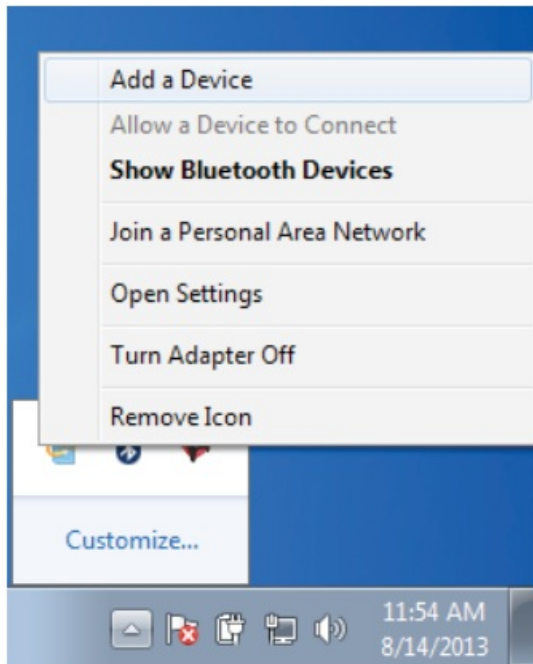 Add a Device
Allow a Device to Connect
Show Bluetooth Devices
Join a Personal Area Network
Open Settings
Turn Adapter Off
Remove Icon
Customize...
11:54 AM
8/14/2013